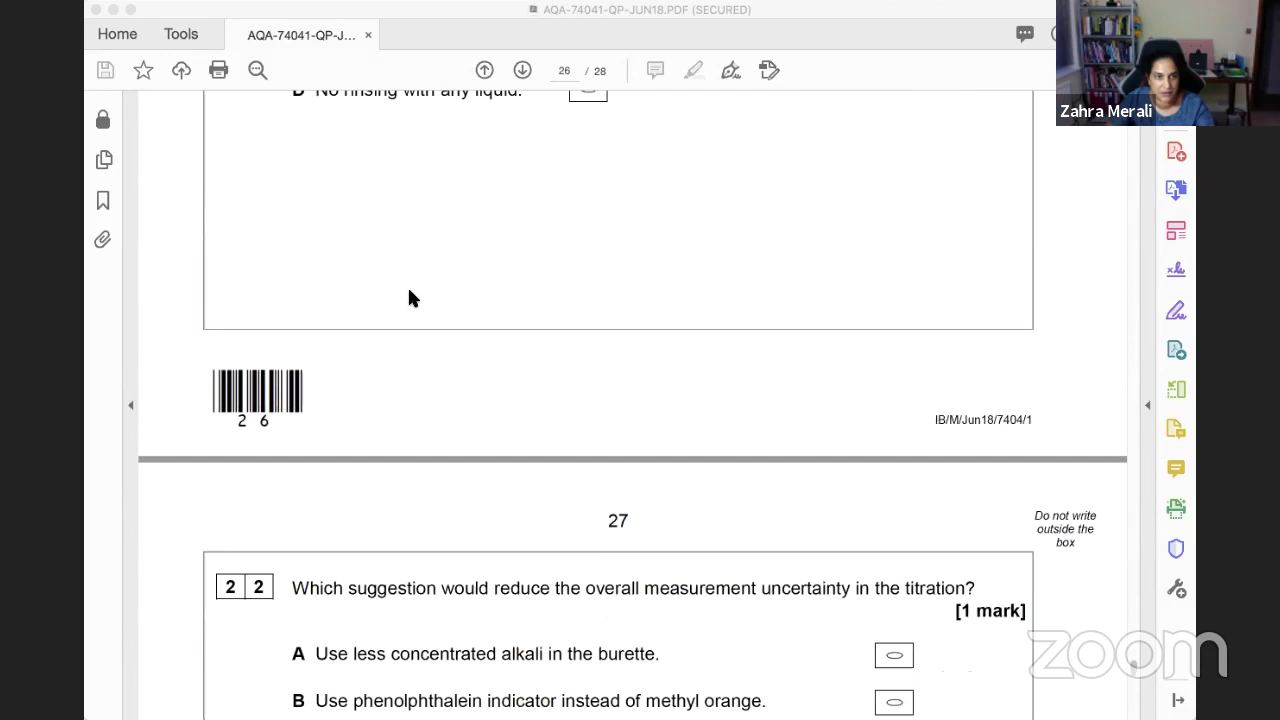 AQA-74041-QP-JUN18.PDF (SECURED)
Home Tools AQA-74041-QP-J... ×
26 / 28
Zahra Merali
D No rinsing with any liquid.
2 6
IB/M/Jun18/7404/1
27
Do not write
outside the
box
2 2 Which suggestion would reduce the overall measurement uncertainty in the titration?
[1 mark]
A Use less concentrated alkali in the burette.
B Use phenolphthalein indicator instead of methyl orange.
zoom